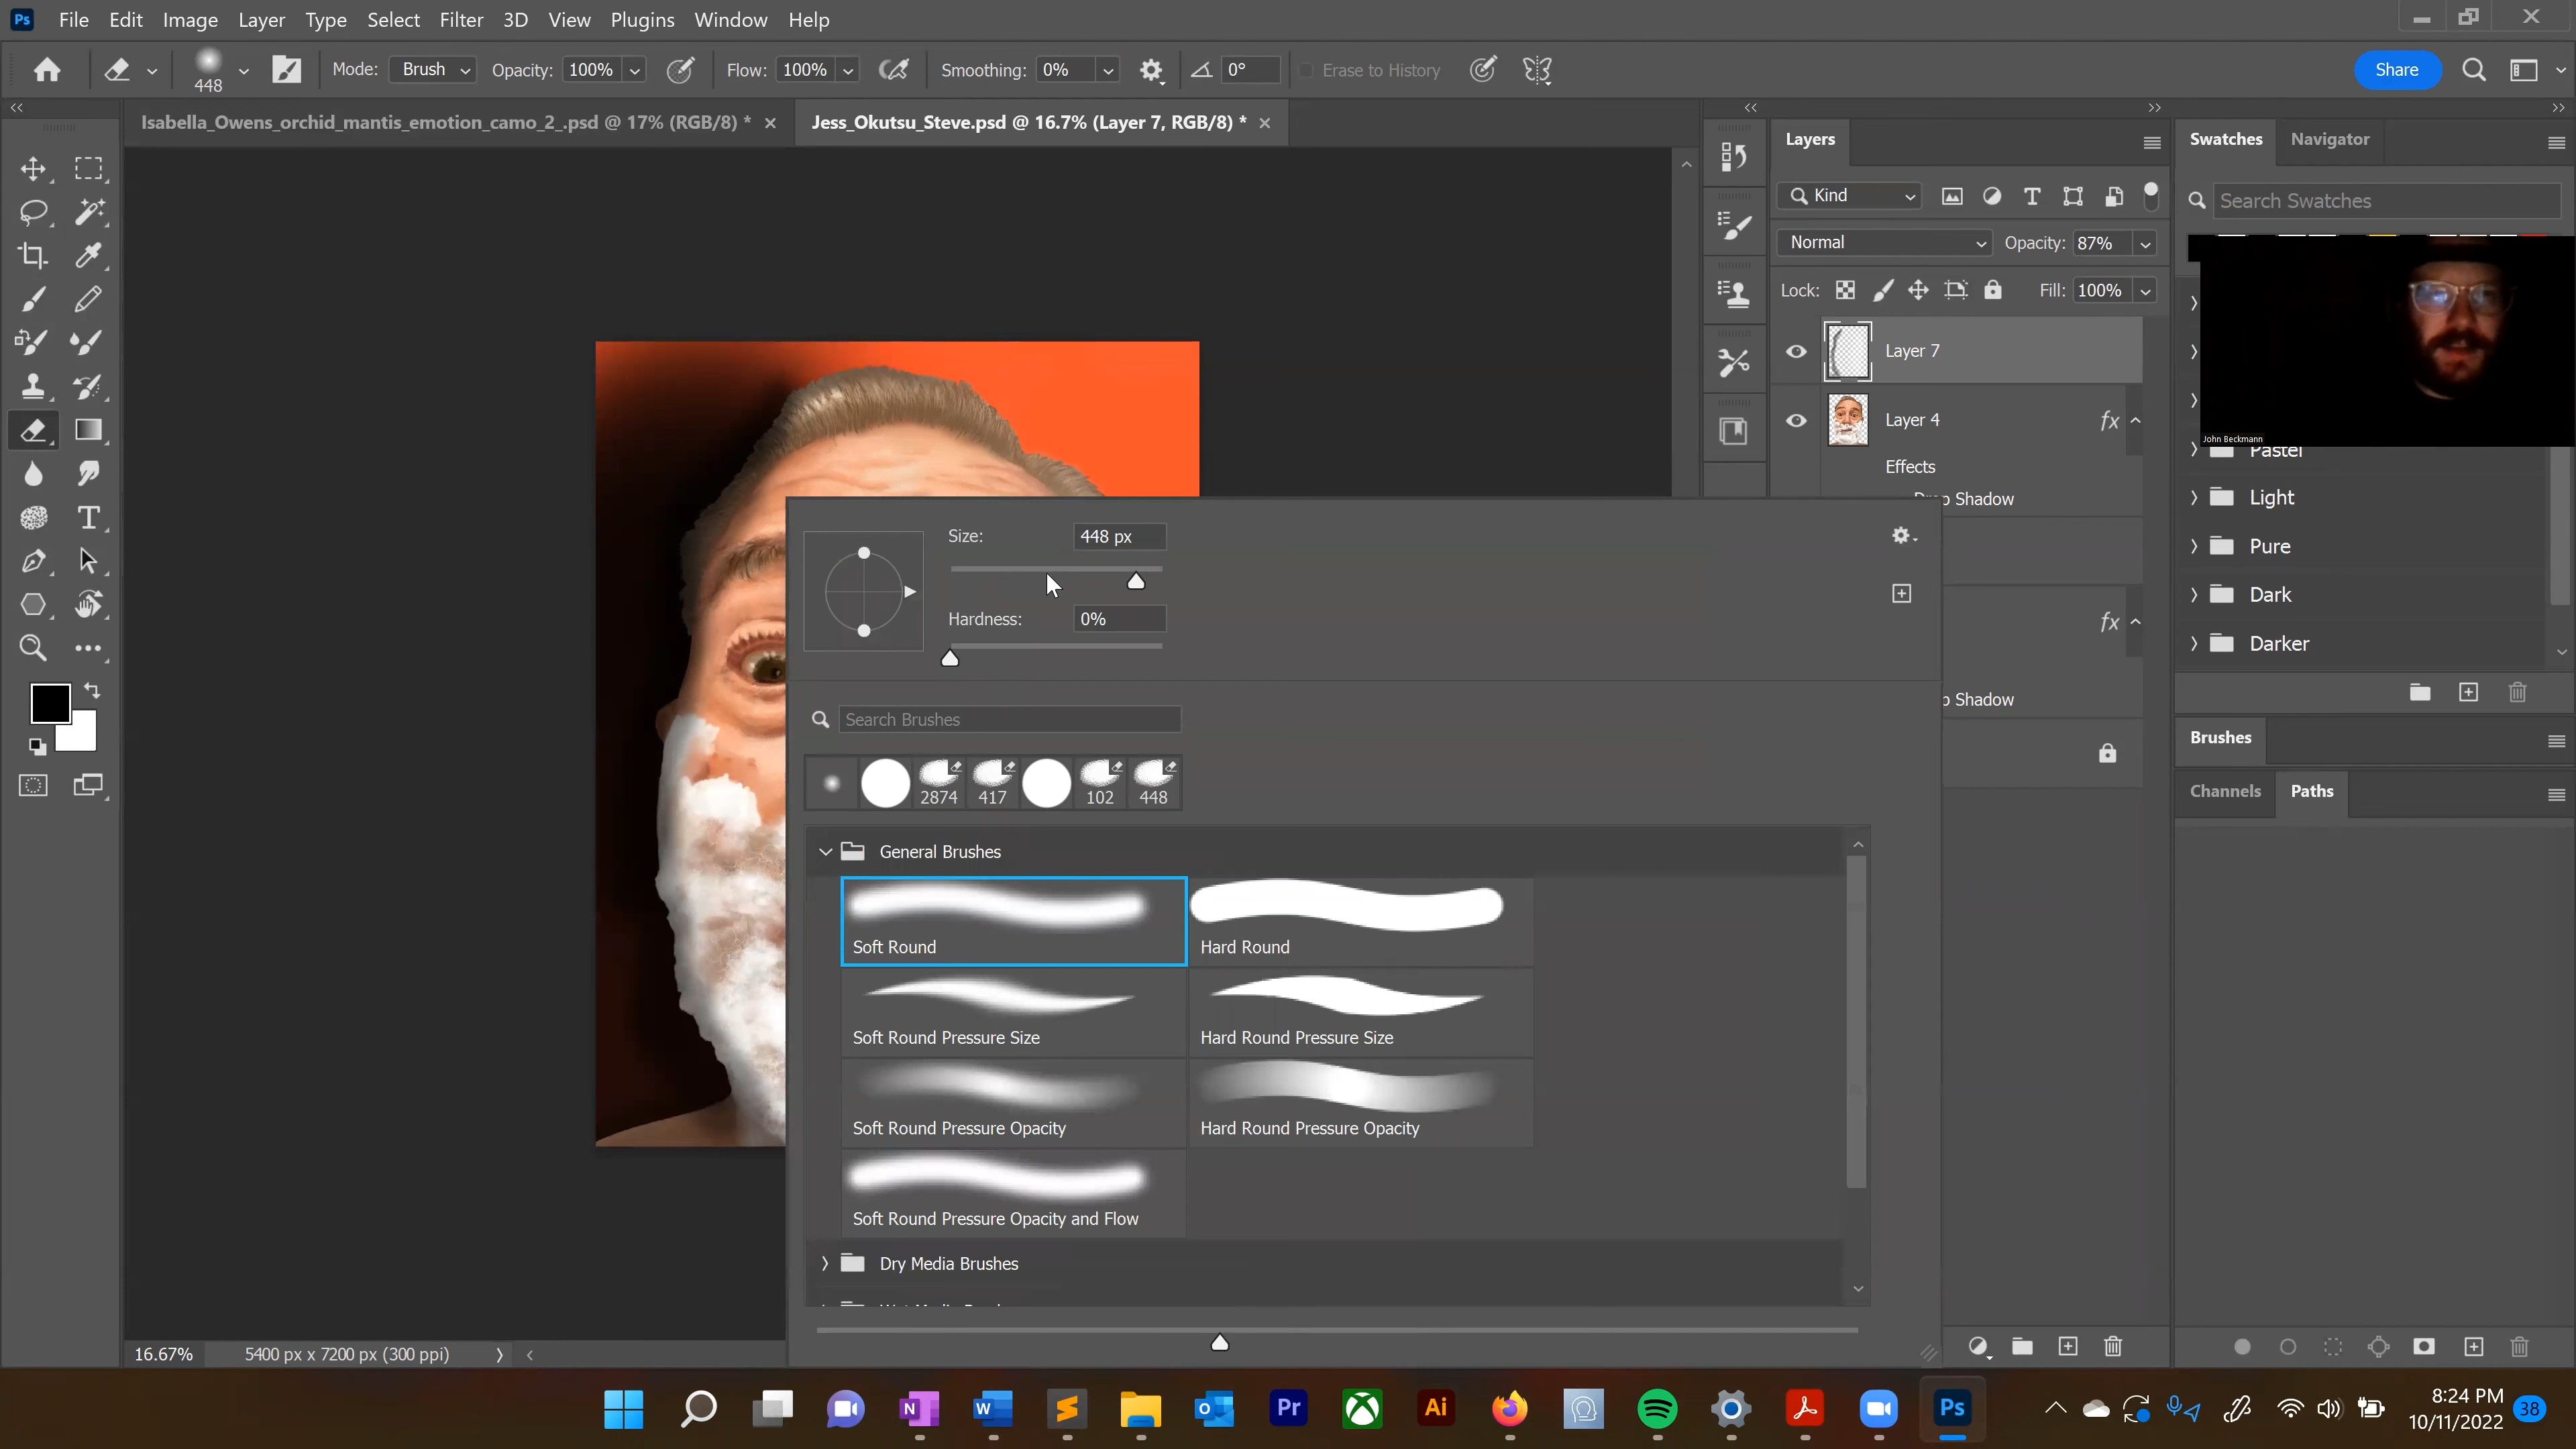 Ps File Edit Image Layer Type Select Filter 3D View Plugins Window Help
448 Mode: Brush Opacity: 100% Flow: 100% Smoothing: 0% 0° Erase to History Share
Isabella_Owens_orchid_mantis_emotion_camo_2_.psd @ 17% (RGB/8) *
Jess_Okutsu_Steve.psd @ 16.7% (Layer 7, RGB/8) *
Layers
Kind
Normal Opacity: 87%
Lock: Fill: 100%
Layer 7
Layer 4 fx
Effects
p Shadow
fx
p Shadow
Swatches Navigator
Search Swatches
John Beckmann
Pastel
Light
Pure
Dark
Darker
Brushes
Channels Paths
Size: 448 px
Hardness: 0%
Search Brushes
2874 417 102 448
General Brushes
Soft Round Hard Round
Soft Round Pressure Size Hard Round Pressure Size
Soft Round Pressure Opacity Hard Round Pressure Opacity
Soft Round Pressure Opacity and Flow
Dry Media Brushes
16.67% 5400 px x 7200 px (300 ppi)
N W O Pr Ai Ps
8:24 PM
10/11/2022 38